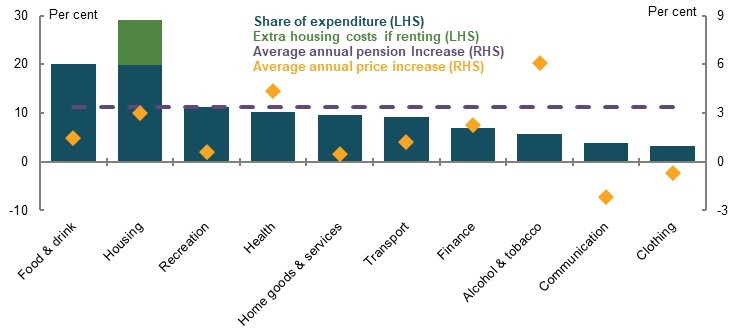 Per cent
Per cent
Share of expenditure (LHS)
Extra housing costs if renting (LHS)
Average annual pension Increase (RHS)
Average annual price increase (RHS)
30
20
10
0
-10
9
6
3
0
-3
Food & drink
Housing
Recreation
Health
Home goods & services
Transport
Finance
Alcohol & tobacco
Communication
Clothing